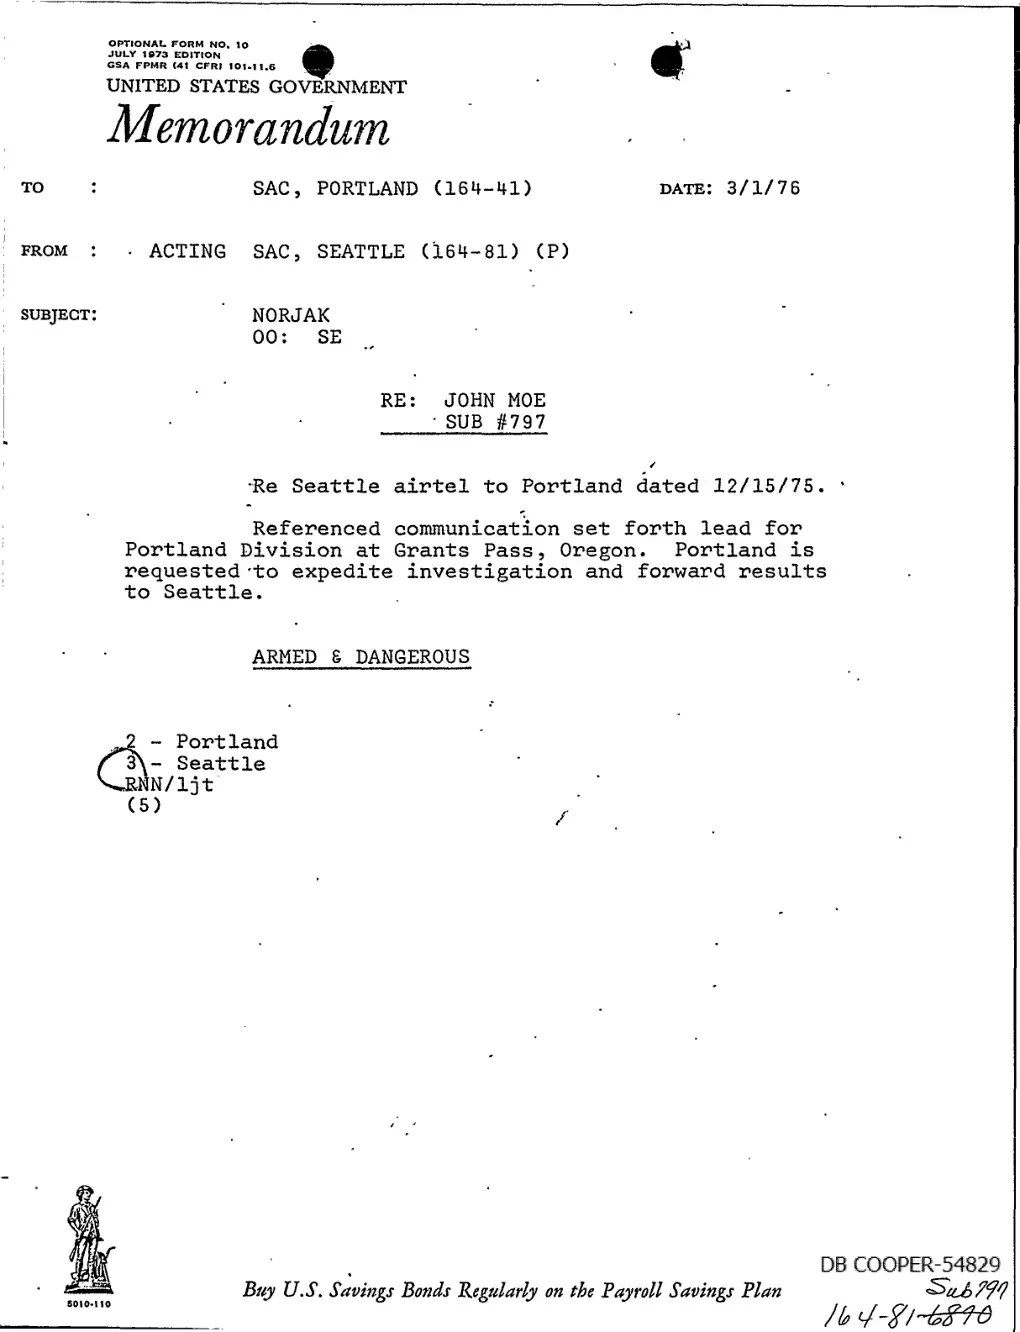 OPTIONAL FORM NO. 10
JULY 1973 EDITION
GSA FPMR (41 CFR) 101-11.6
UNITED STATES GOVERNMENT
Memorandum
TO : SAC, PORTLAND (164-41) DATE: 3/1/76
FROM : ACTING SAC, SEATTLE (164-81) (P)
SUBJECT: NORJAK
OO: SE
RE: JOHN MOE
SUB #797
Re Seattle airtel to Portland dated 12/15/75.
Referenced communication set forth lead for
Portland Division at Grants Pass, Oregon. Portland is
requested to expedite investigation and forward results
to Seattle.
ARMED & DANGEROUS
2 - Portland
3 - Seattle
RNN/ljt
(5)
5010-110
Buy U.S. Savings Bonds Regularly on the Payroll Savings Plan
DB COOPER-54829
Sub 797
164-81-6890